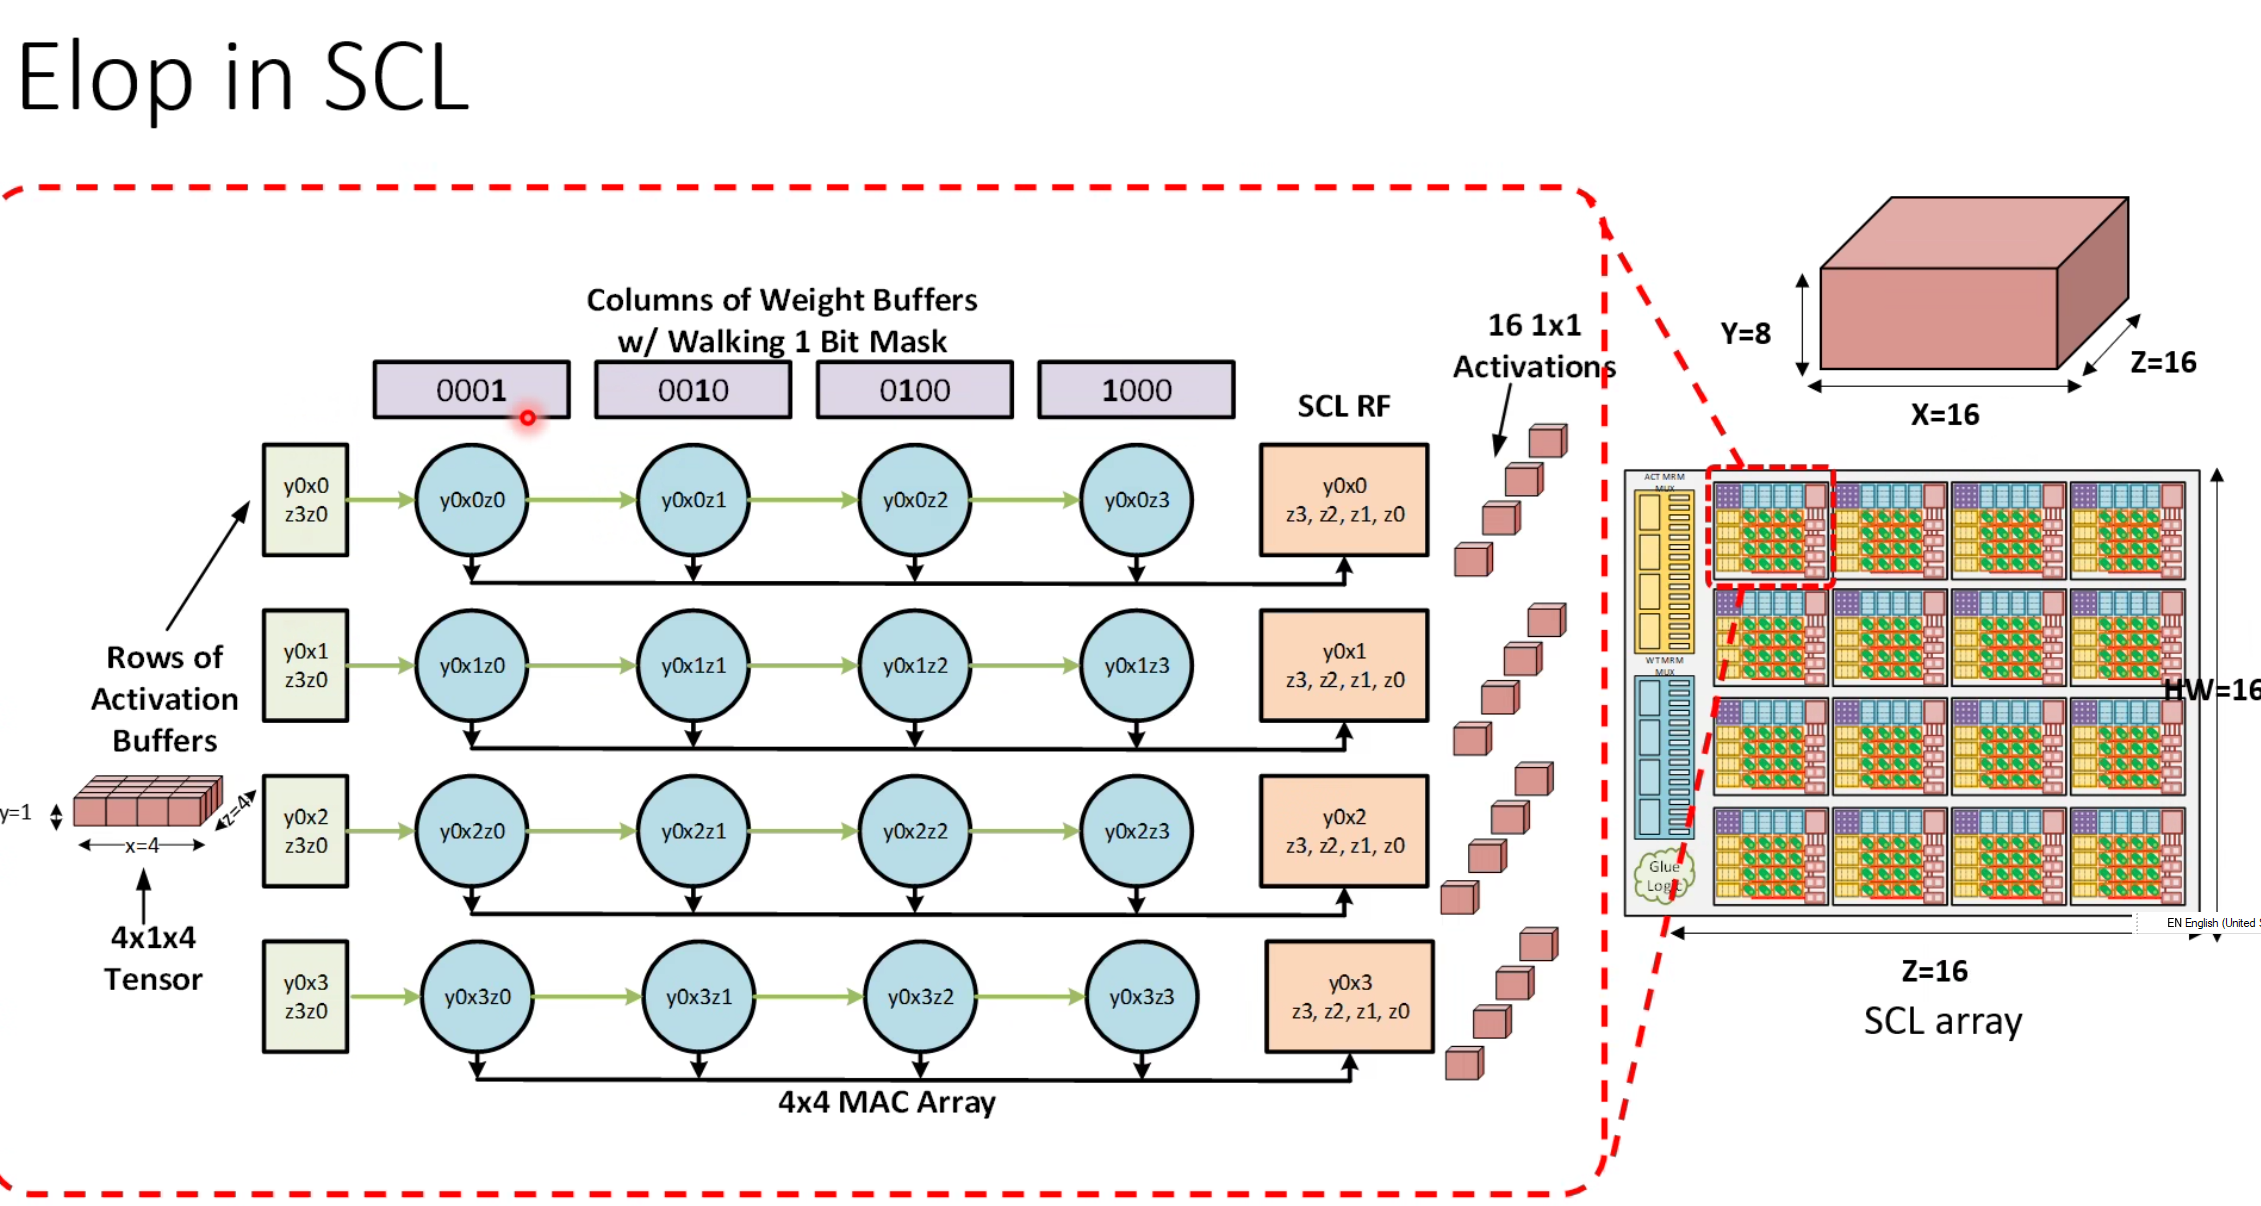 Elop in SCL
Columns of Weight Buffers
w/ Walking 1 Bit Mask
0001
0010
0100
1000
SCL RF
16 1x1
Activations
y0x0
z3z0
y0x0z0
y0x0z1
y0x0z2
y0x0z3
y0x0
z3, z2, z1, z0
Rows of
Activation
Buffers
y0x1
z3z0
y0x1z0
y0x1z1
y0x1z2
y0x1z3
y0x1
z3, z2, z1, z0
y=1
x=4
z=4
4x1x4
Tensor
y0x2
z3z0
y0x2z0
y0x2z1
y0x2z2
y0x2z3
y0x2
z3, z2, z1, z0
y0x3
z3z0
y0x3z0
y0x3z1
y0x3z2
y0x3z3
y0x3
z3, z2, z1, z0
4x4 MAC Array
Y=8
Z=16
X=16
ACT MRM
MUX
WT MRM
MUX
Glue
Logic
HW=16
EN English (United S
Z=16
SCL array